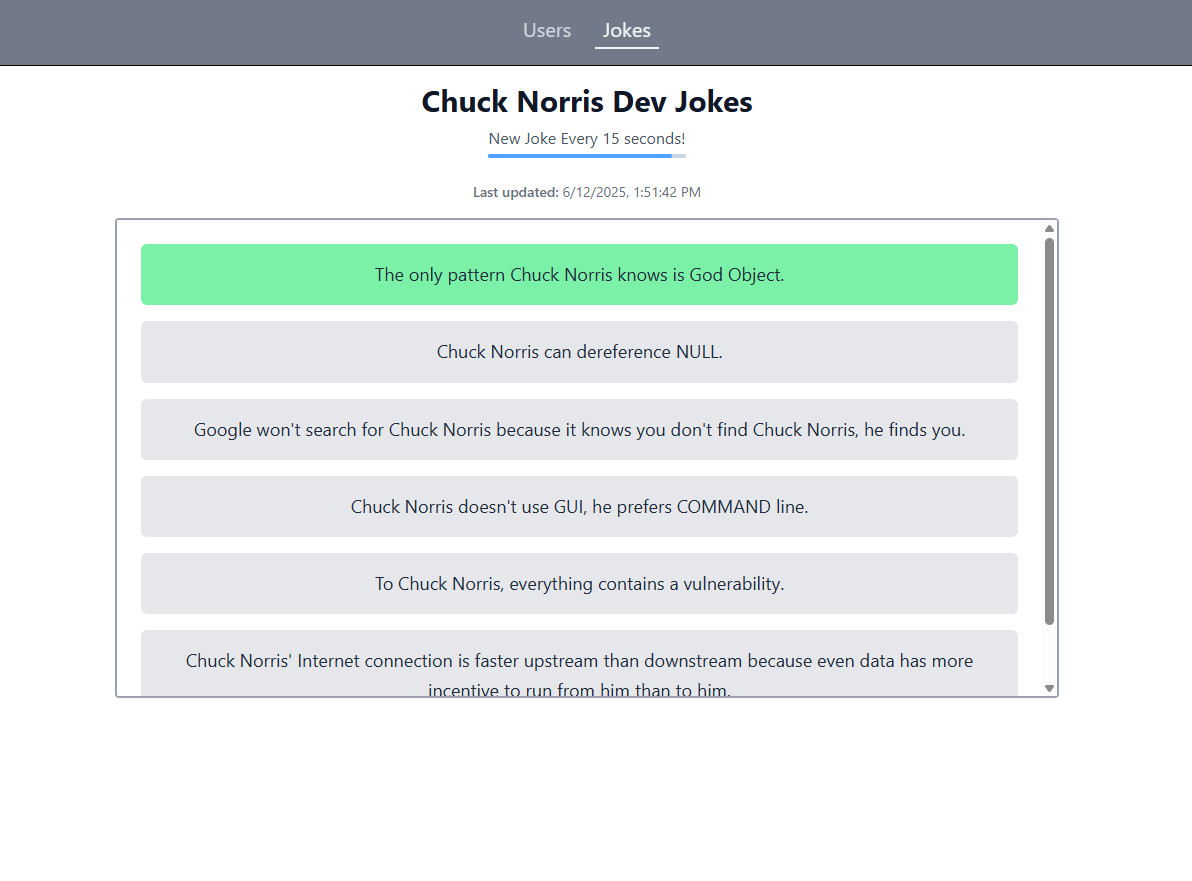 Users Jokes
Chuck Norris Dev Jokes
New Joke Every 15 seconds!
Last updated: 6/12/2025, 1:51:42 PM
The only pattern Chuck Norris knows is God Object.
Chuck Norris can dereference NULL.
Google won't search for Chuck Norris because it knows you don't find Chuck Norris, he finds you.
Chuck Norris doesn't use GUI, he prefers COMMAND line.
To Chuck Norris, everything contains a vulnerability.
Chuck Norris' Internet connection is faster upstream than downstream because even data has more
incentive to run from him than to him.